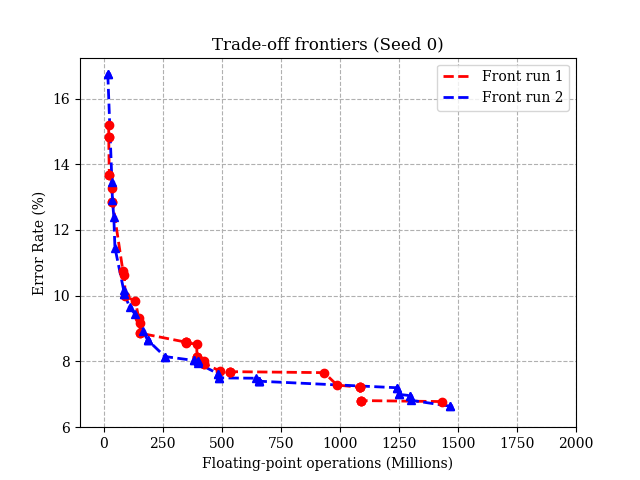 Trade-off frontiers (Seed 0)
Front run 1
Front run 2
Error Rate (%)
16
14
12
10
8
6
0 250 500 750 1000 1250 1500 1750 2000
Floating-point operations (Millions)